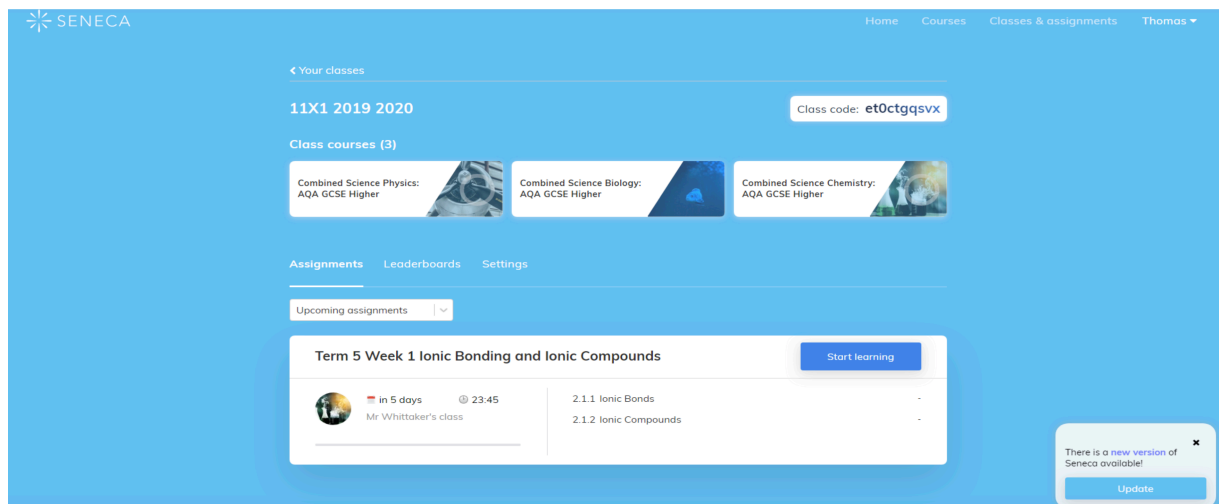 SENECA
Home Courses Classes & assignments Thomas
Your classes
11X1 2019 2020
Class code: et0ctgqsvx
Class courses (3)
Combined Science Physics:
AQA GCSE Higher
Combined Science Biology:
AQA GCSE Higher
Combined Science Chemistry:
AQA GCSE Higher
Assignments Leaderboards Settings
Upcoming assignments
Term 5 Week 1 Ionic Bonding and Ionic Compounds
Start learning
in 5 days 23:45
Mr Whittaker's class
2.1.1 Ionic Bonds -
2.1.2 Ionic Compounds -
There is a new version of
Seneca available!
Update